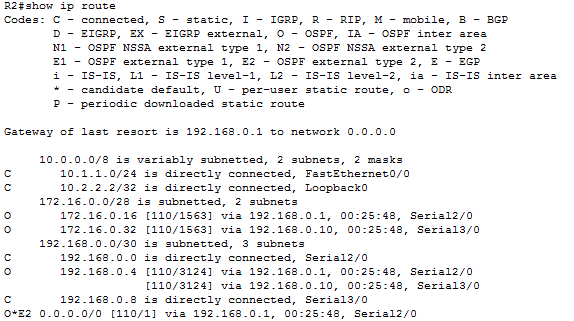 R2#show ip route
Codes: C - connected, S - static, I - IGRP, R - RIP, M - mobile, B - BGP
       D - EIGRP, EX - EIGRP external, O - OSPF, IA - OSPF inter area
       N1 - OSPF NSSA external type 1, N2 - OSPF NSSA external type 2
       E1 - OSPF external type 1, E2 - OSPF external type 2, E - EGP
       i - IS-IS, L1 - IS-IS level-1, L2 - IS-IS level-2, ia - IS-IS inter area
       * - candidate default, U - per-user static route, o - ODR
       P - periodic downloaded static route
Gateway of last resort is 192.168.0.1 to network 0.0.0.0
     10.0.0.0/8 is variably subnetted, 2 subnets, 2 masks
C       10.1.1.0/24 is directly connected, FastEthernet0/0
C       10.2.2.2/32 is directly connected, Loopback0
     172.16.0.0/28 is subnetted, 2 subnets
O       172.16.0.16 [110/1563] via 192.168.0.1, 00:25:48, Serial2/0
O       172.16.0.32 [110/1563] via 192.168.0.10, 00:25:48, Serial3/0
     192.168.0.0/30 is subnetted, 3 subnets
C       192.168.0.0 is directly connected, Serial2/0
O       192.168.0.4 [110/3124] via 192.168.0.1, 00:25:48, Serial2/0
                    [110/3124] via 192.168.0.10, 00:25:48, Serial3/0
C       192.168.0.8 is directly connected, Serial3/0
O*E2 0.0.0.0/0 [110/1] via 192.168.0.1, 00:25:48, Serial2/0